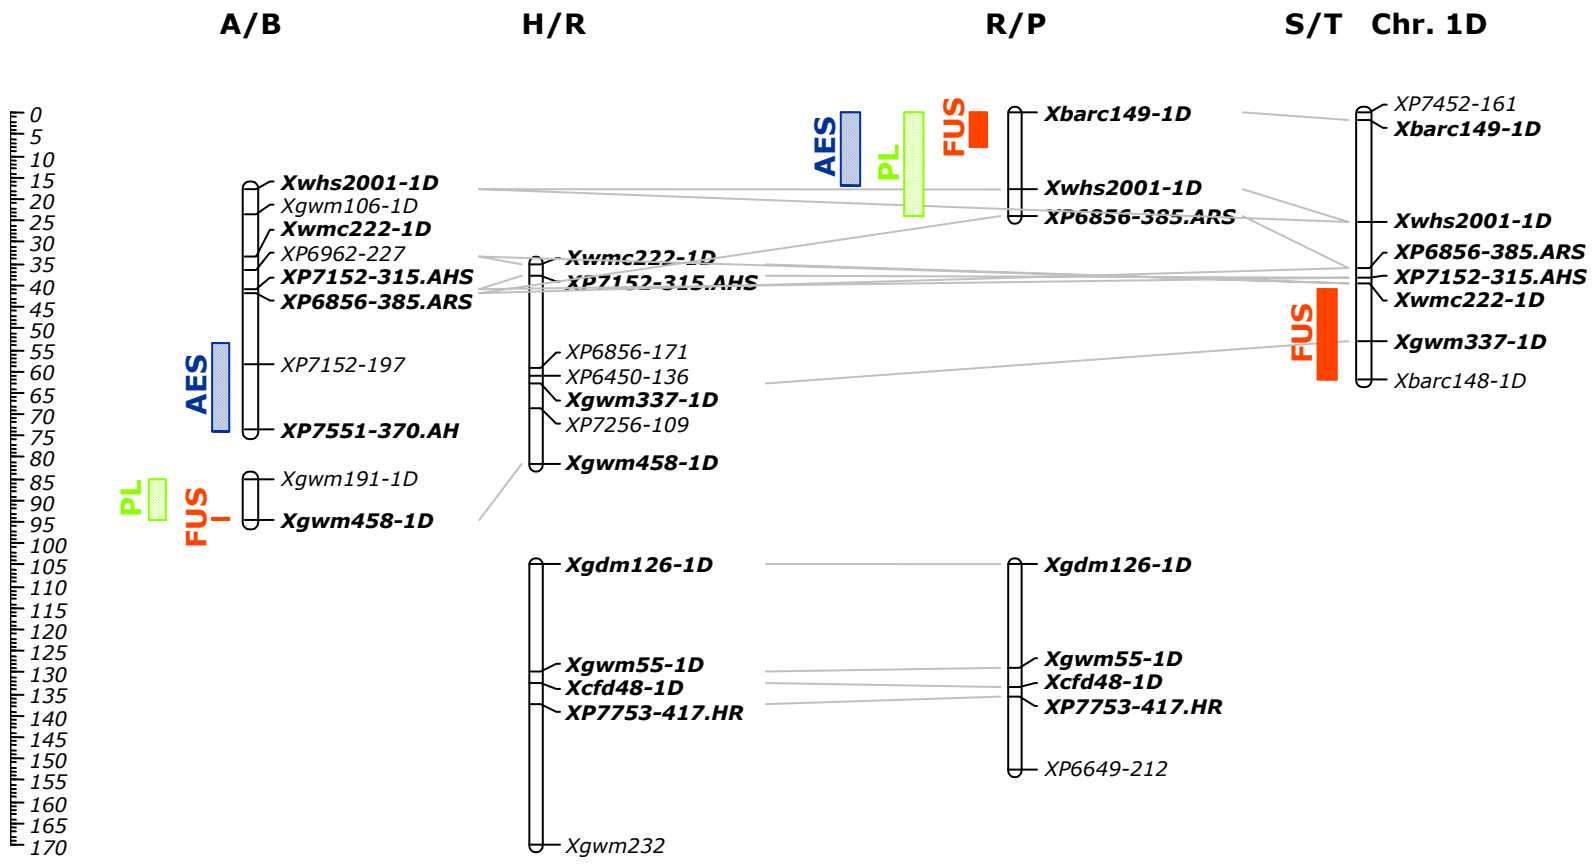 A/B
H/R
R/P
S/T
Chr. 1D
0
5
10
15
20
25
30
35
40
45
50
55
60
65
70
75
80
85
90
95
100
105
110
115
120
125
130
135
140
145
150
155
160
165
170
Xwhs2001-1D
Xgwm106-1D
Xwmc222-1D
XP6962-227
XP7152-315.AHS
XP6856-385.ARS
XP7152-197
XP7551-370.AH
AES
Xgwm191-1D
Xgwm458-1D
PL
FUS
Xwmc222-1D
XP7152-315.AHS
XP6856-171
XP6450-136
Xgwm337-1D
XP7256-109
Xgwm458-1D
Xgdm126-1D
Xgwm55-1D
Xcfd48-1D
XP7753-417.HR
Xgwm232
AES
PL
FUS
Xbarc149-1D
Xwhs2001-1D
XP6856-385.ARS
Xgdm126-1D
Xgwm55-1D
Xcfd48-1D
XP7753-417.HR
XP6649-212
FUS
XP7452-161
Xbarc149-1D
Xwhs2001-1D
XP6856-385.ARS
XP7152-315.AHS
Xwmc222-1D
Xgwm337-1D
Xbarc148-1D